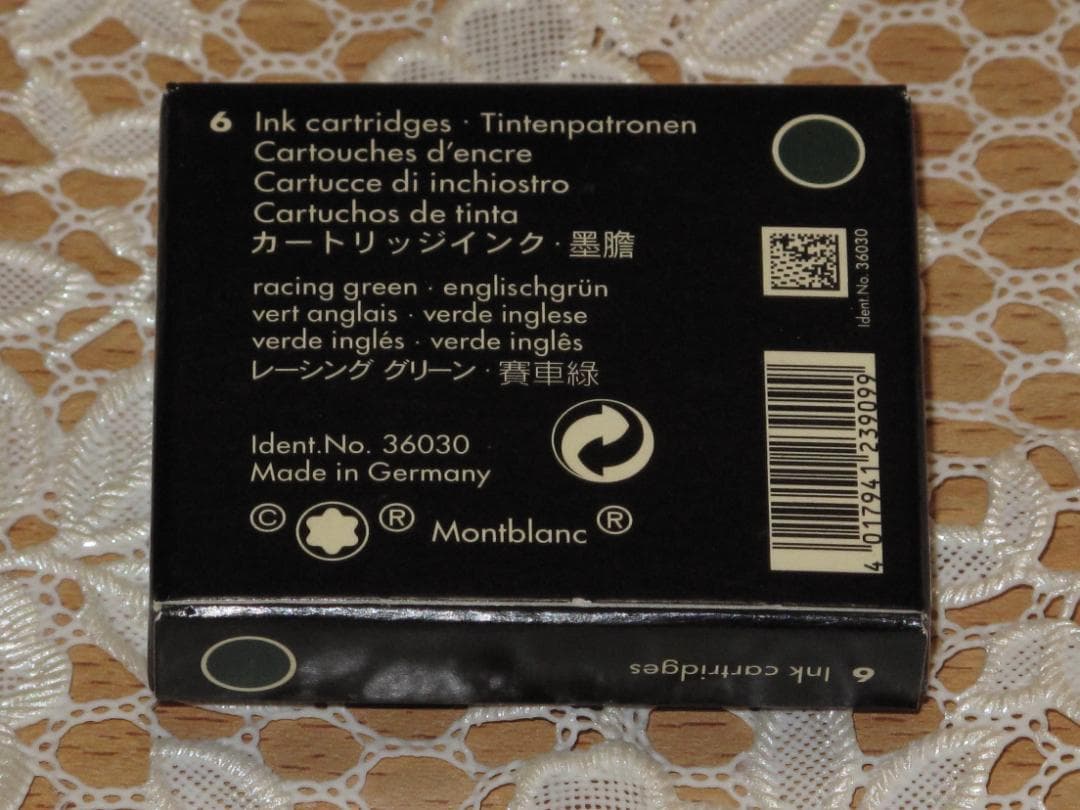 6 Ink cartridges · Tintenpatronen
Cartouches d'encre
Cartucce di inchiostro
Cartuchos de tinta
カートリッジインク · 墨膽
racing green · englischgrün
vert anglais · verde inglese
verde inglés · verde inglês
レーシング グリーン · 賽車綠
Ident.No. 36030
Made in Germany
© ® Montblanc ®
Ident.No. 36030
4 017941 239099
6 Ink cartridges